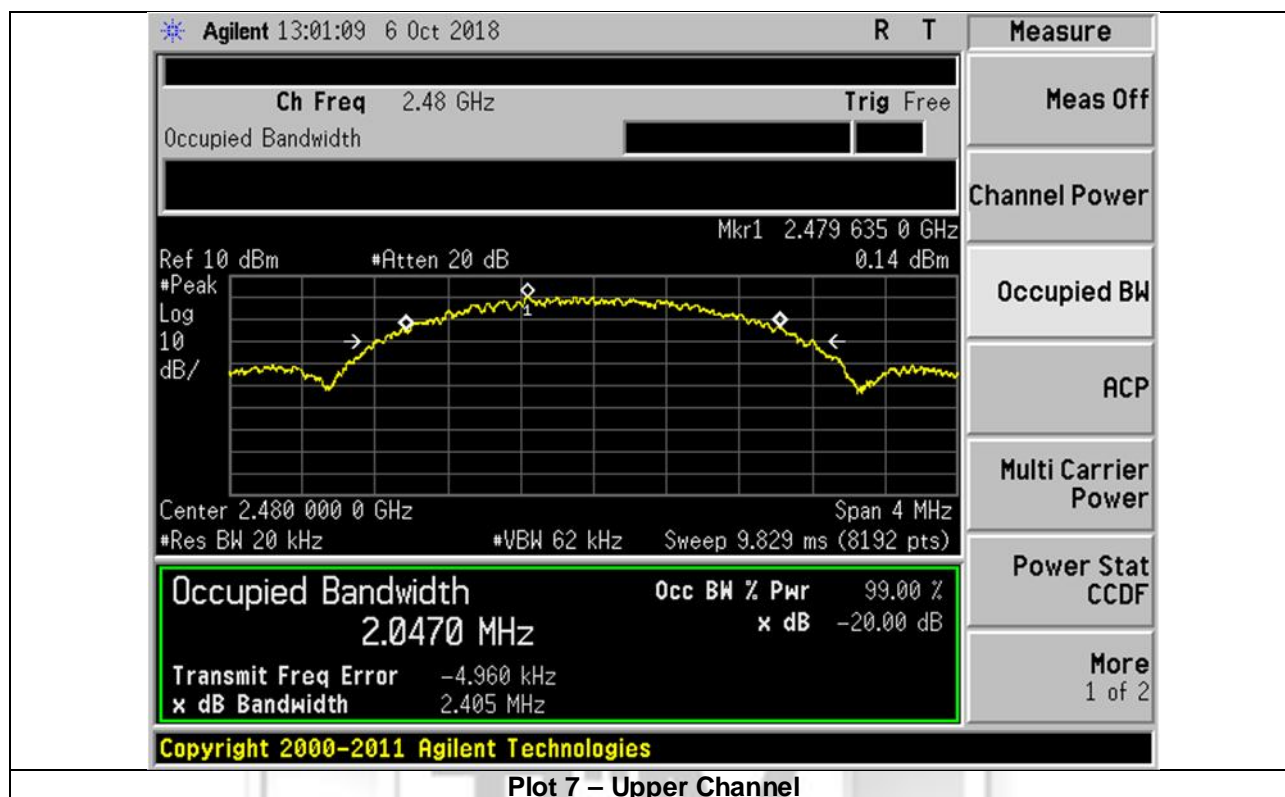 Agilent 13:01:09 6 Oct 2018 R T
Measure
Ch Freq 2.48 GHz Trig Free
Occupied Bandwidth
Meas Off
Channel Power
Occupied BW
ACP
Multi Carrier
Power
Power Stat
CCDF
More
1 of 2
Mkr1 2.479 635 0 GHz
Ref 10 dBm #Atten 20 dB 0.14 dBm
#Peak
Log
10
dB/
1
Center 2.480 000 0 GHz Span 4 MHz
#Res BW 20 kHz #VBW 62 kHz Sweep 9.829 ms (8192 pts)
Occupied Bandwidth Occ BW % Pwr 99.00 %
2.0470 MHz x dB -20.00 dB
Transmit Freq Error -4.960 kHz
x dB Bandwidth 2.405 MHz
Copyright 2000-2011 Agilent Technologies
Plot 7 – Upper Channel